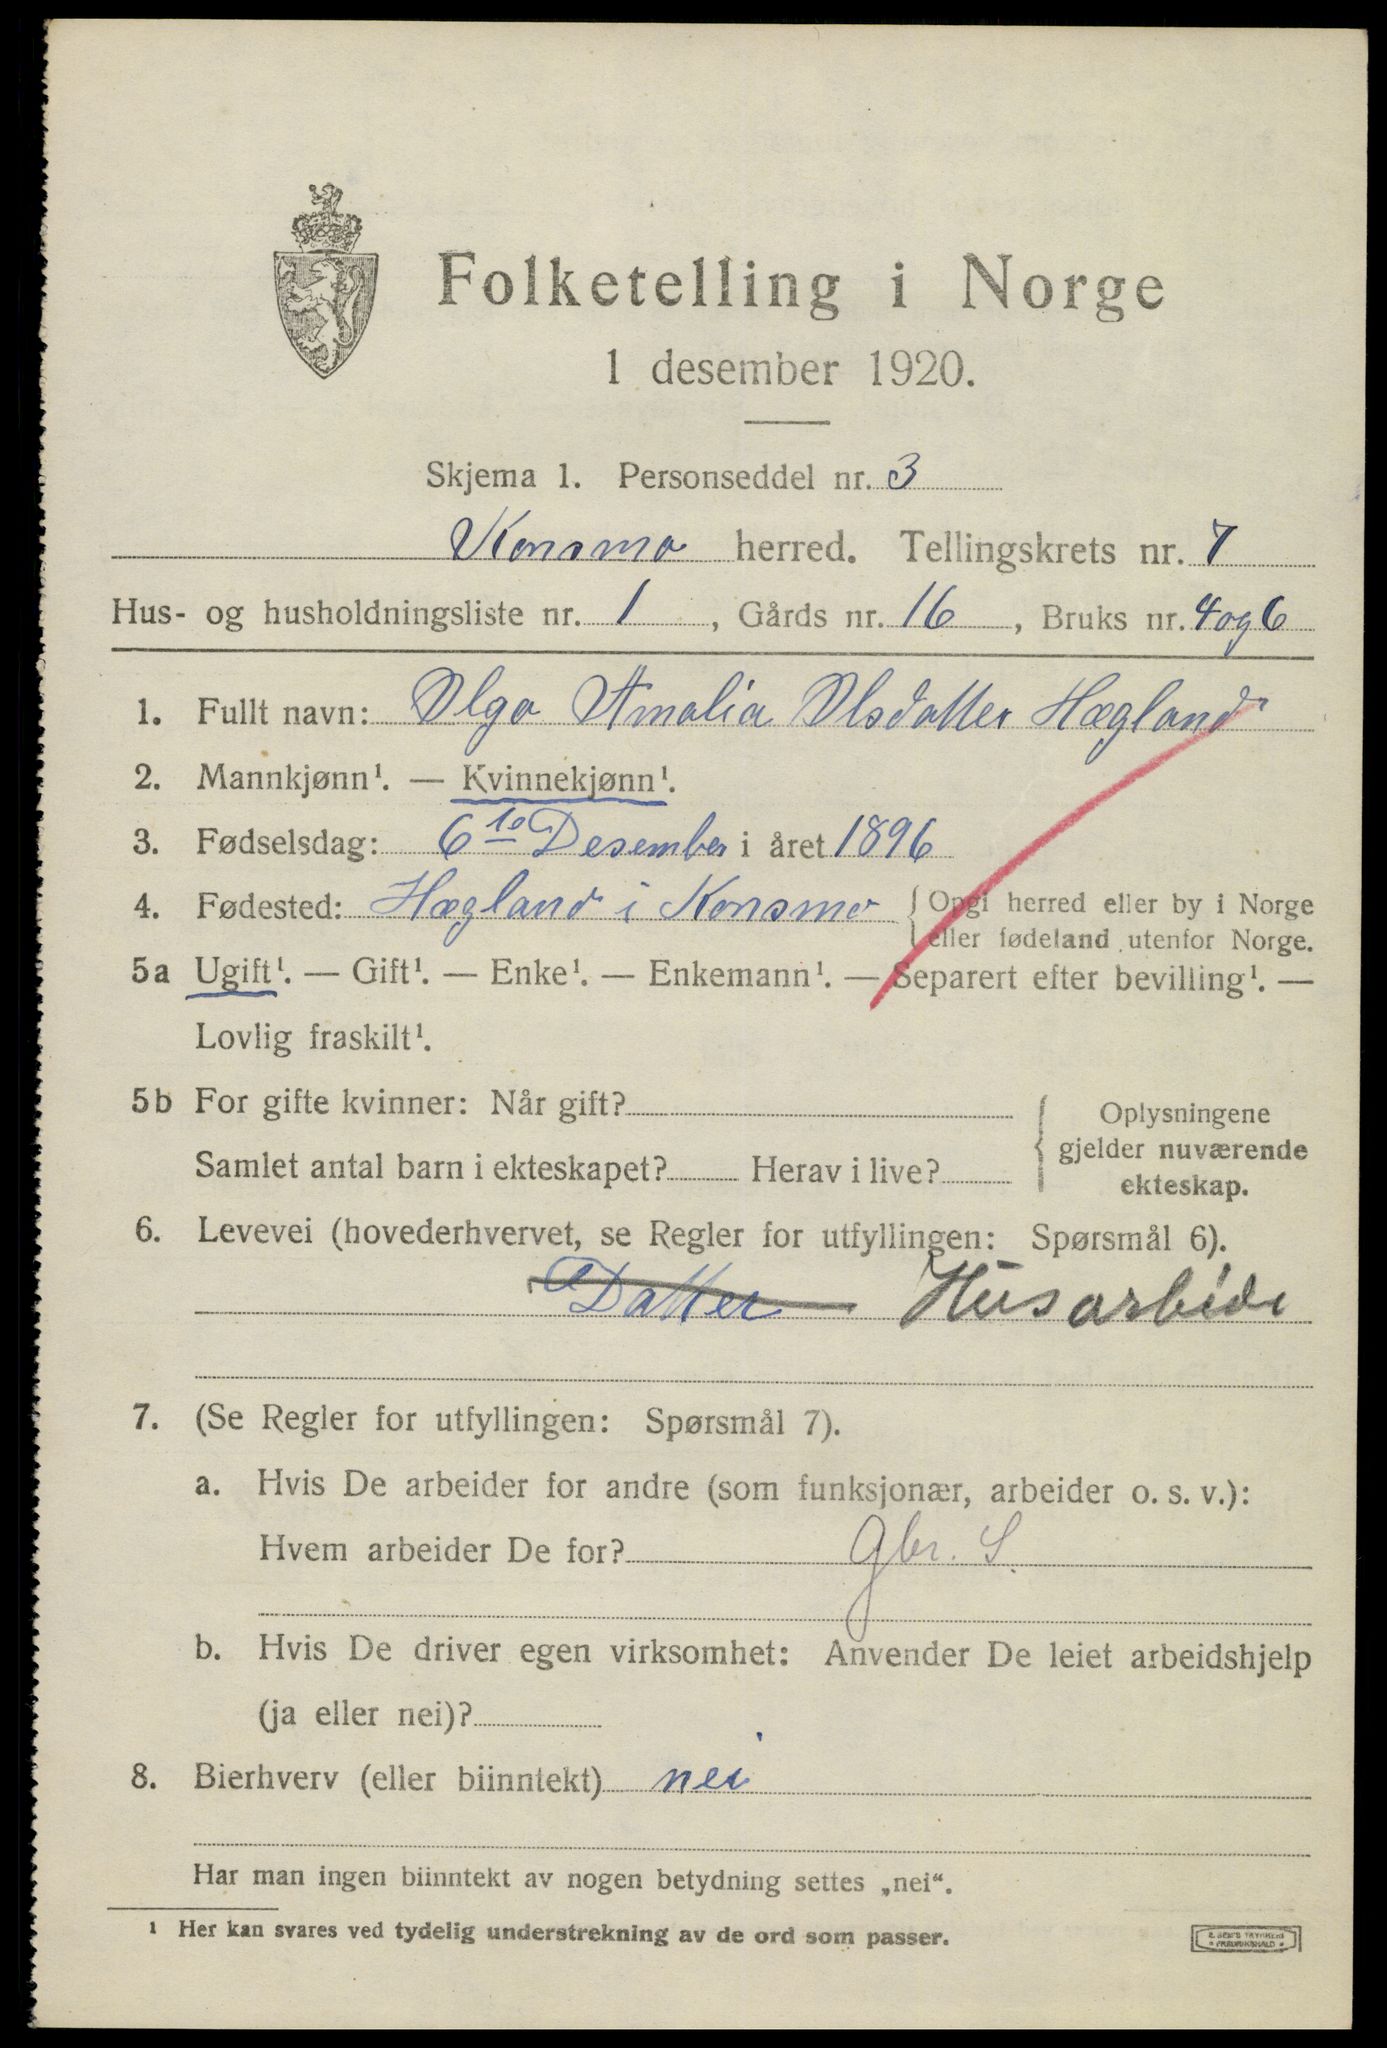 Folketelling i Norge
1 desember 1920.
Skjema 1. Personseddel nr. 3
Konsmo herred. Tellingskrets nr. 7
Hus- og husholdningsliste nr. 1, Gårds nr. 16, Bruks nr. 4 og 6
1. Fullt navn: Olga Amalia Olsdatter Hægland
2. Mannkjønn¹. — Kvinnekjønn¹.
3. Fødselsdag: 6te Desember i året 1896
4. Fødested: Hægland i Konsmo { Opgi herred eller by i Norge
eller fødeland utenfor Norge.
5a Ugift¹. — Gift¹. — Enke¹. — Enkemann¹. — Separert efter bevilling¹. —
Lovlig fraskilt¹.
5b For gifte kvinner: Når gift?
Samlet antal barn i ekteskapet? Herav i live?
Oplysningene
gjelder nuværende
ekteskap.
6. Levevei (hovederhvervet, se Regler for utfyllingen: Spørsmål 6).
Datter Husarbeide
7. (Se Regler for utfyllingen: Spørsmål 7).
a. Hvis De arbeider for andre (som funksjonær, arbeider o. s. v.):
Hvem arbeider De for? Gbr. S.
b. Hvis De driver egen virksomhet: Anvender De leiet arbeidshjelp
(ja eller nei)?
8. Bierhverv (eller biinntekt) nei
Har man ingen biinntekt av nogen betydning settes „nei“.
¹ Her kan svares ved tydelig understrekning av de ord som passer.